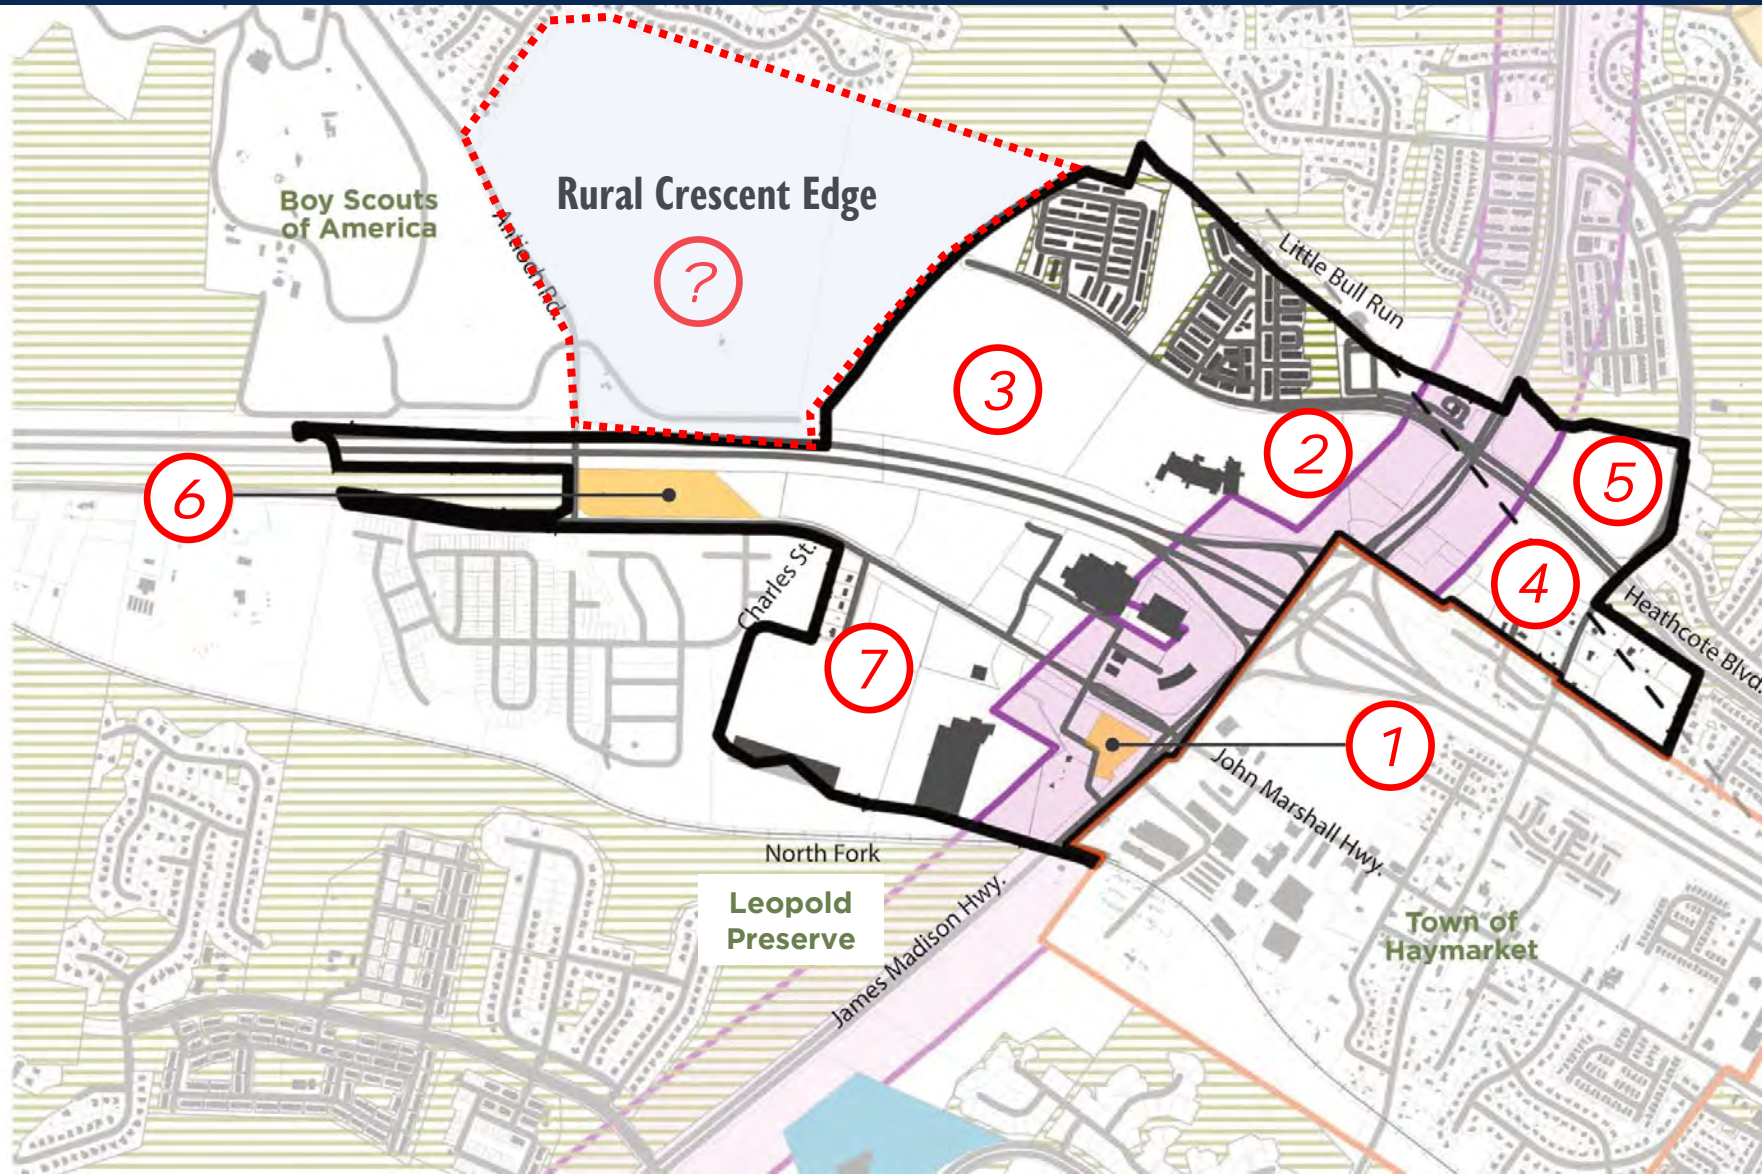 Rural Crescent Edge
?
Boy Scouts
of America
Antioch Rd.
Little Bull Run
3
2
5
6
4
Charles St.
Heathcote Blvd.
7
1
John Marshall Hwy.
North Fork
Leopold
Preserve
James Madison Hwy.
Town of
Haymarket